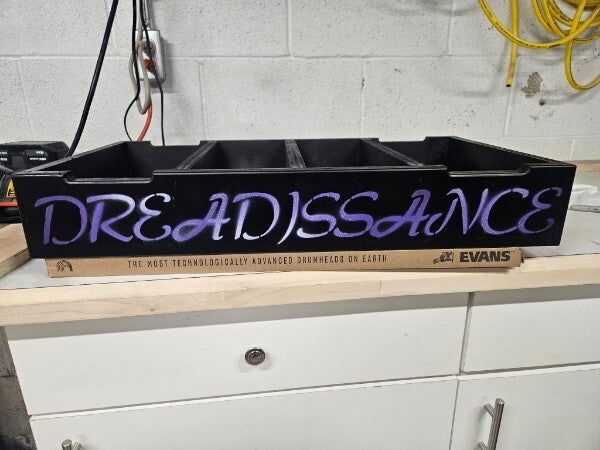 DREADISSANCE
THE MOST TECHNOLOGICALLY ADVANCED DRUMHEADS ON EARTH EVANS